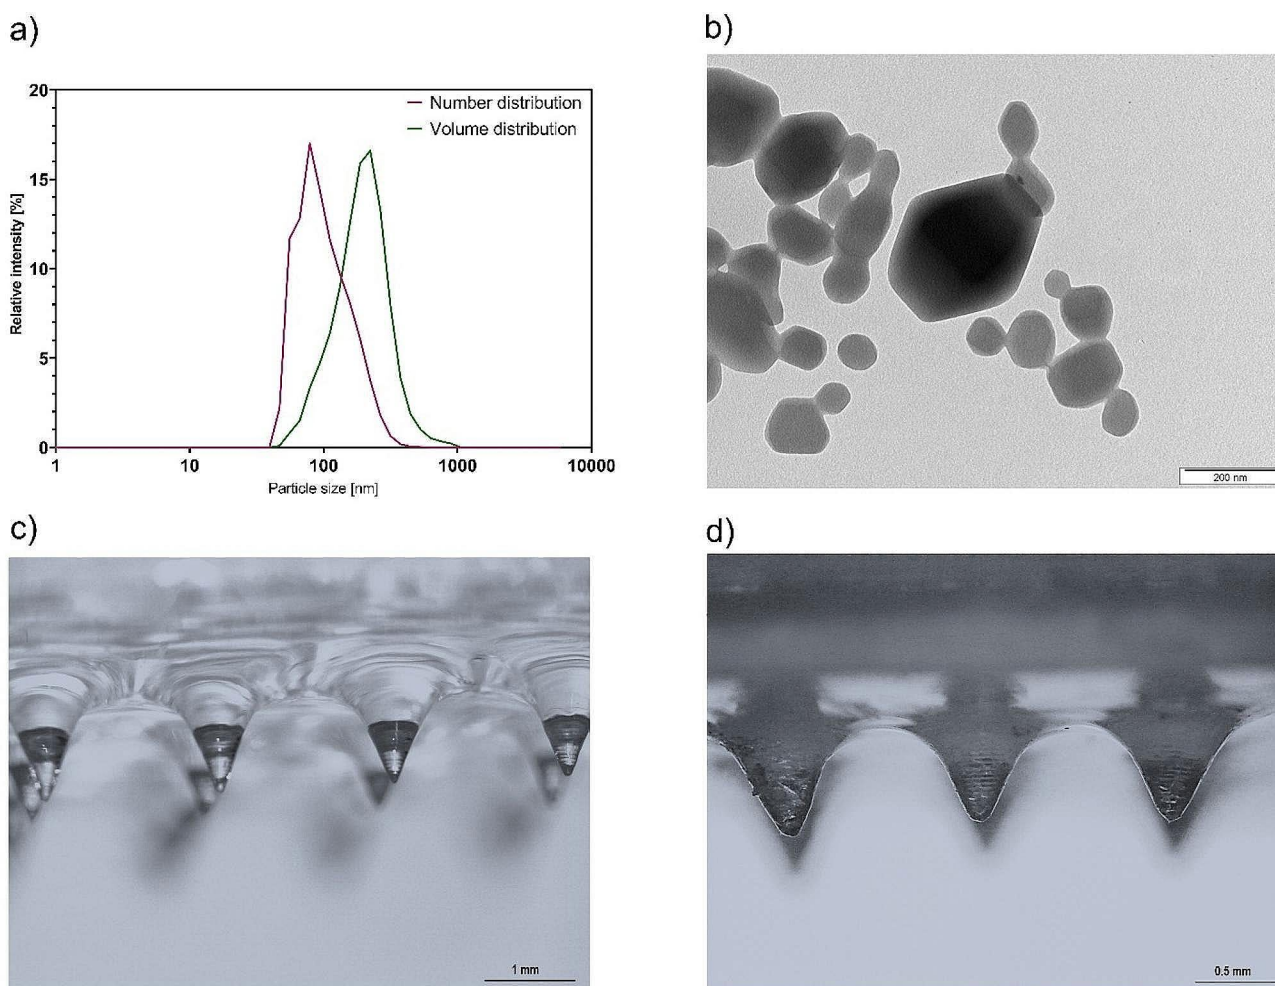 a)
b)
20
15
10
5
0
Relative intensity [%]
Number distribution
Volume distribution
1
10
100
1000
10000
Particle size [nm]
200 nm
c)
d)
1 mm
0.5 mm